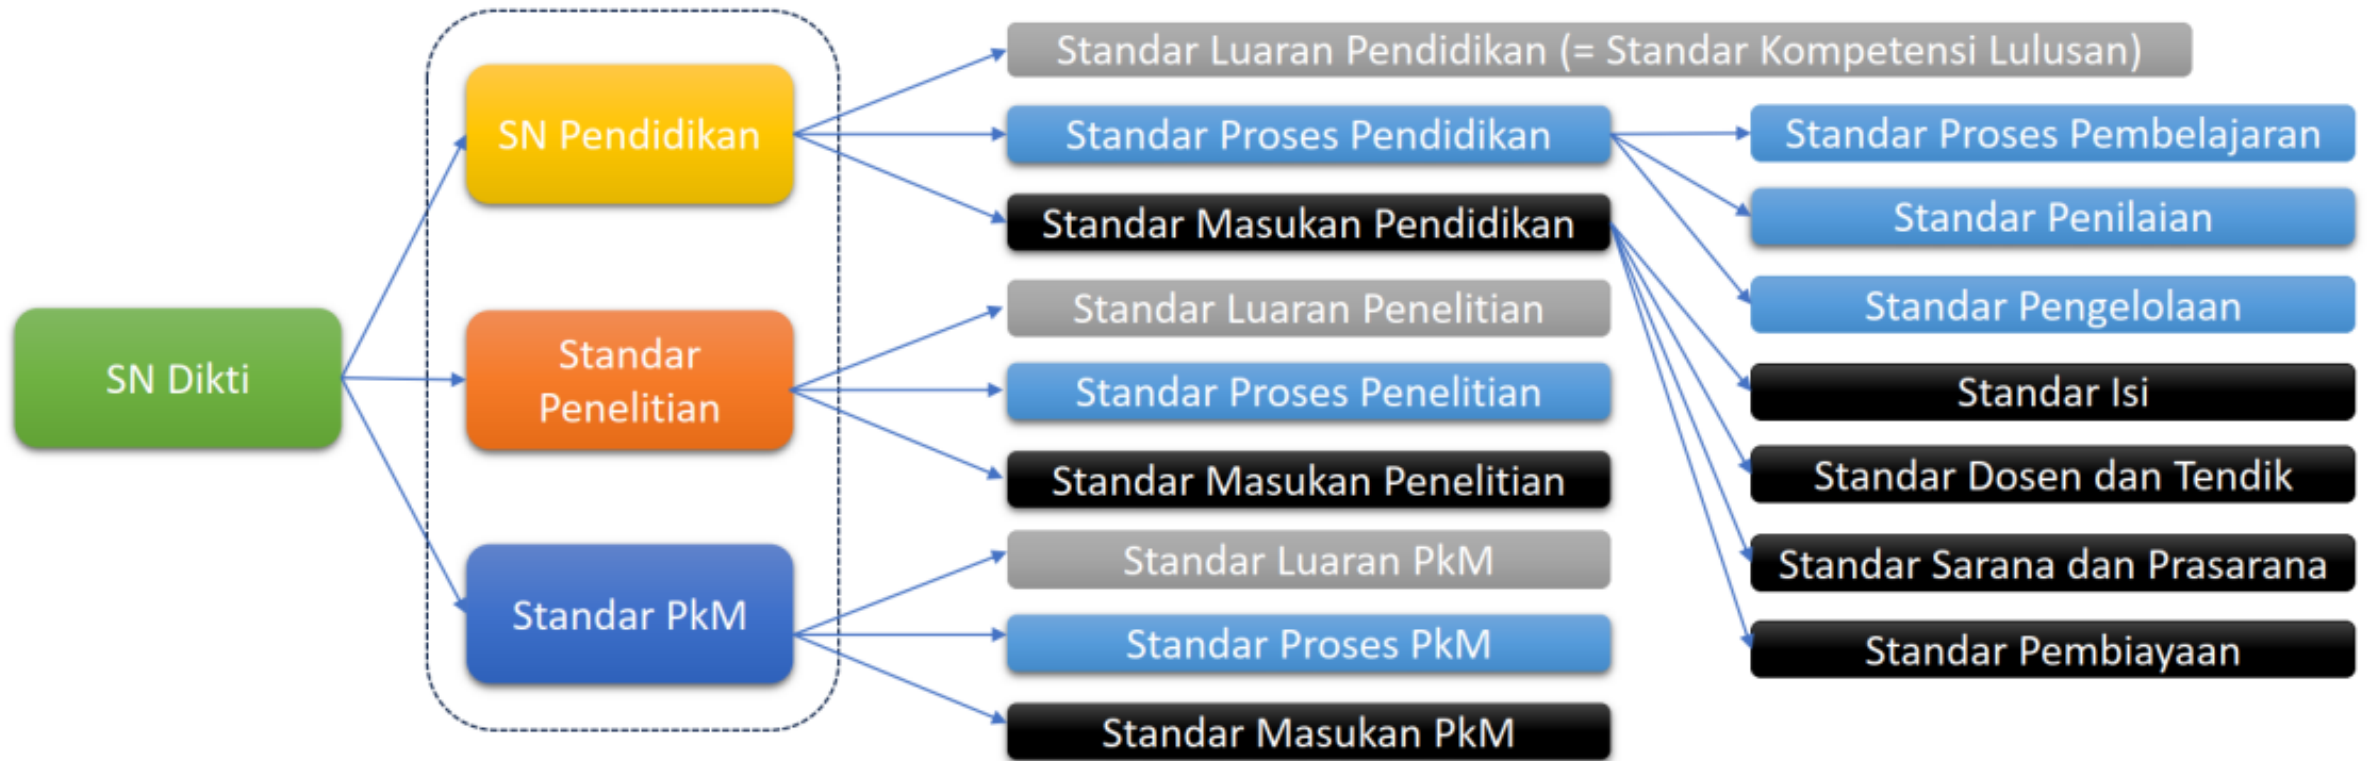 SN Dikti
SN Pendidikan
Standar
Penelitian
Standar PkM
Standar Luaran Pendidikan (= Standar Kompetensi Lulusan)
Standar Proses Pendidikan
Standar Masukan Pendidikan
Standar Luaran Penelitian
Standar Proses Penelitian
Standar Masukan Penelitian
Standar Luaran PkM
Standar Proses PkM
Standar Masukan PkM
Standar Proses Pembelajaran
Standar Penilaian
Standar Pengelolaan
Standar Isi
Standar Dosen dan Tendik
Standar Sarana dan Prasarana
Standar Pembiayaan